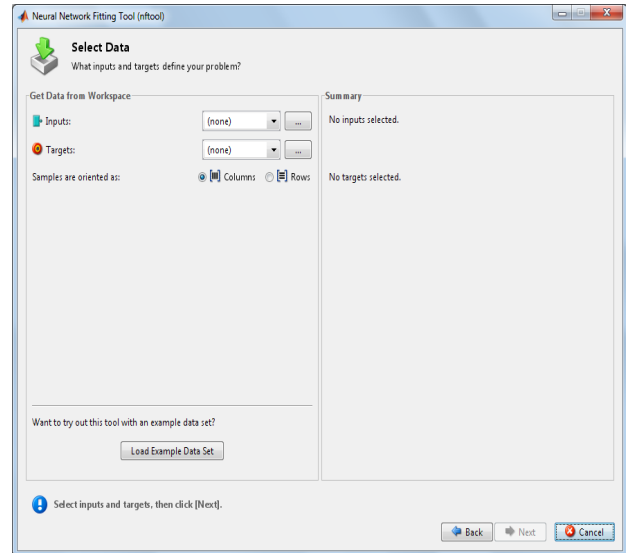 Neural Network Fitting Tool (nftool)
Select Data
What inputs and targets define your problem?
Get Data from Workspace
Inputs: (none) ...
Targets: (none) ...
Samples are oriented as: Columns Rows
Want to try out this tool with an example data set?
Load Example Data Set
Summary
No inputs selected.
No targets selected.
Select inputs and targets, then click [Next].
Back Next Cancel